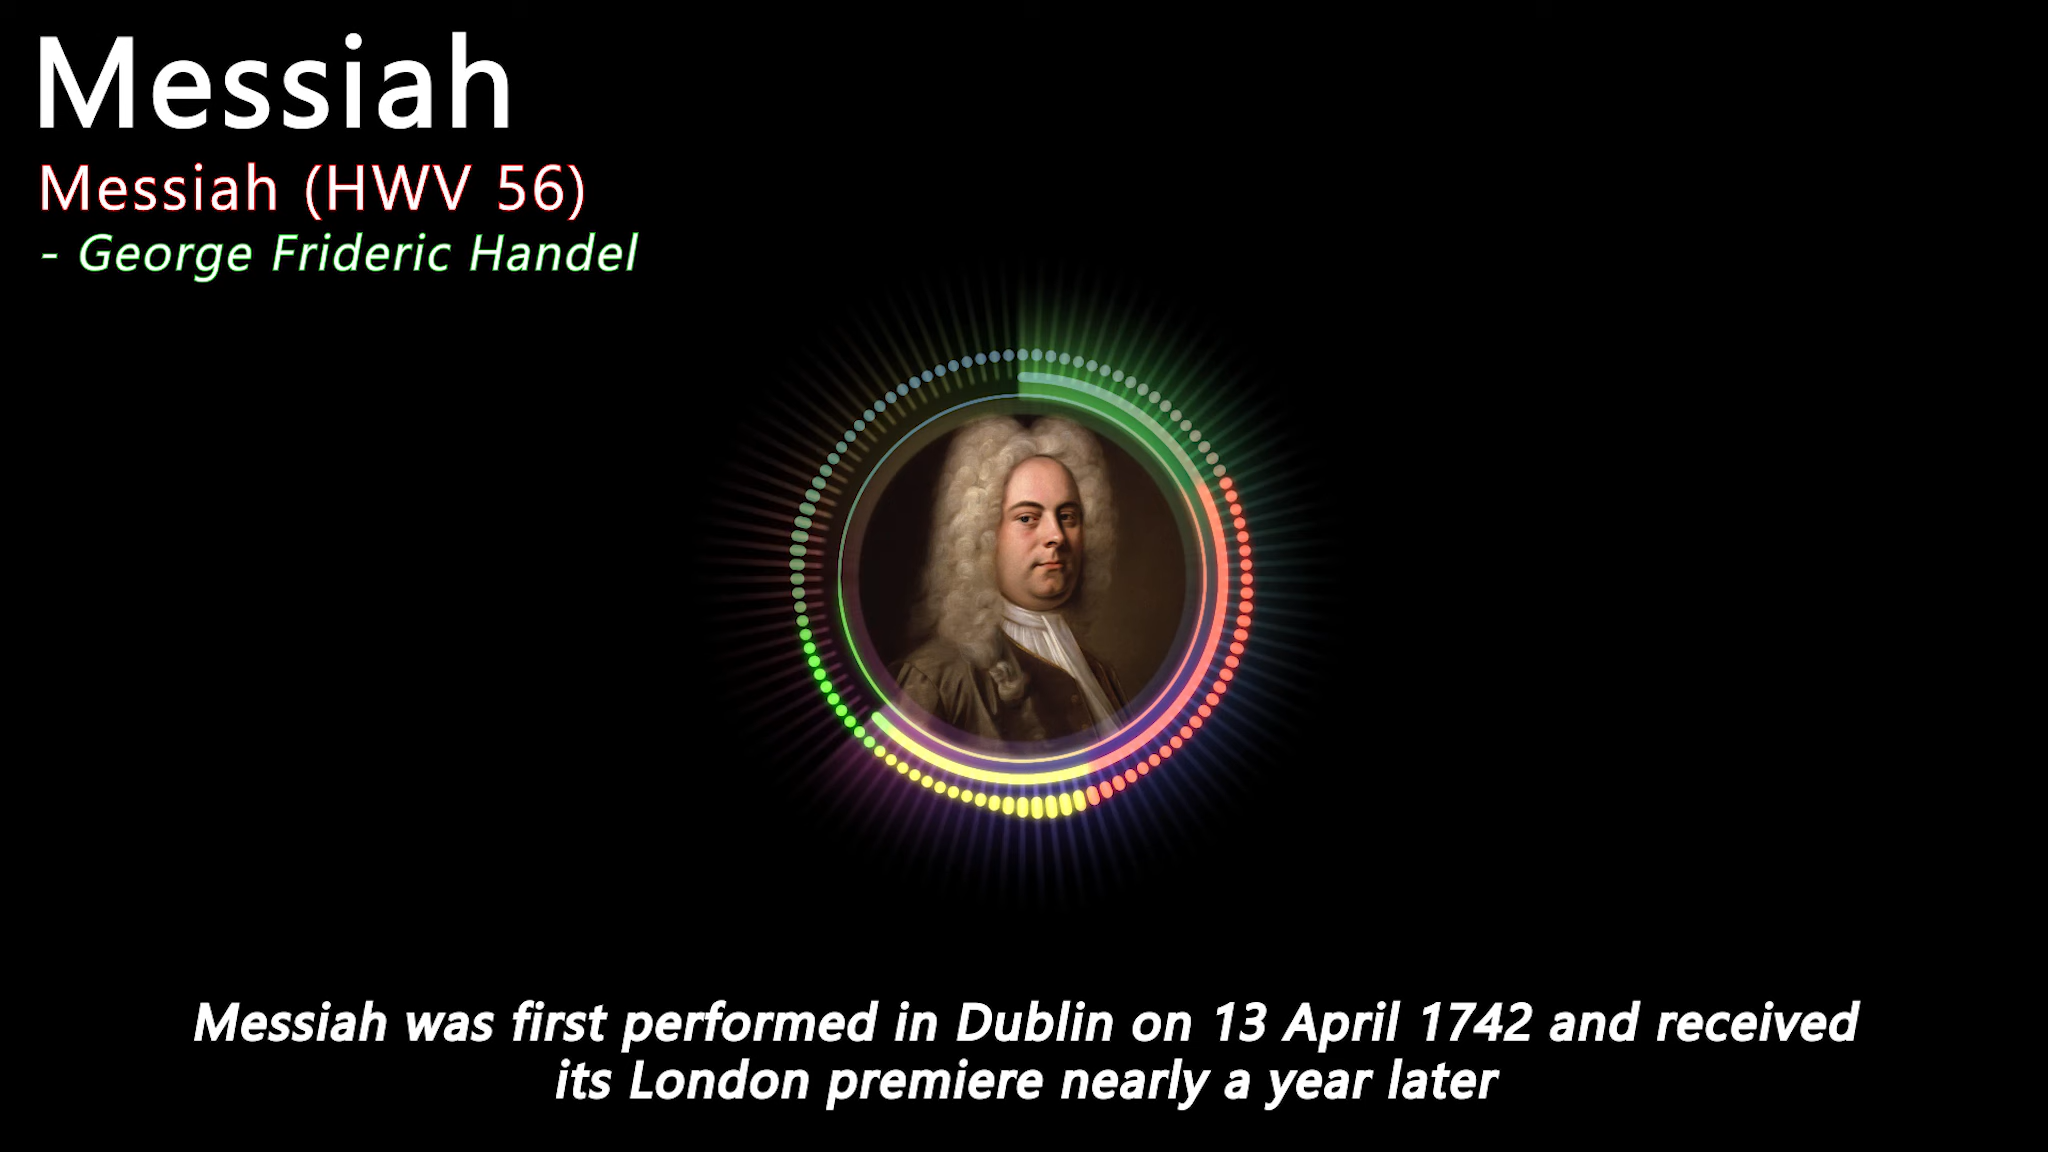 Messiah
Messiah (HWV 56)
- George Frideric Handel
Messiah was first performed in Dublin on 13 April 1742 and received
its London premiere nearly a year later